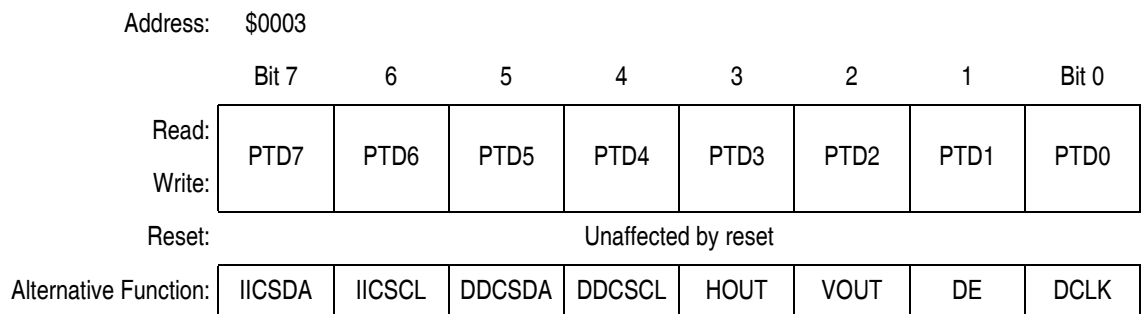 Address: $0003
Bit 7 6 5 4 3 2 1 Bit 0
Read:
PTD7 PTD6 PTD5 PTD4 PTD3 PTD2 PTD1 PTD0
Write:
Reset: Unaffected by reset
Alternative Function: IICSDA IICSCL DDCSDA DDCSCL HOUT VOUT DE DCLK